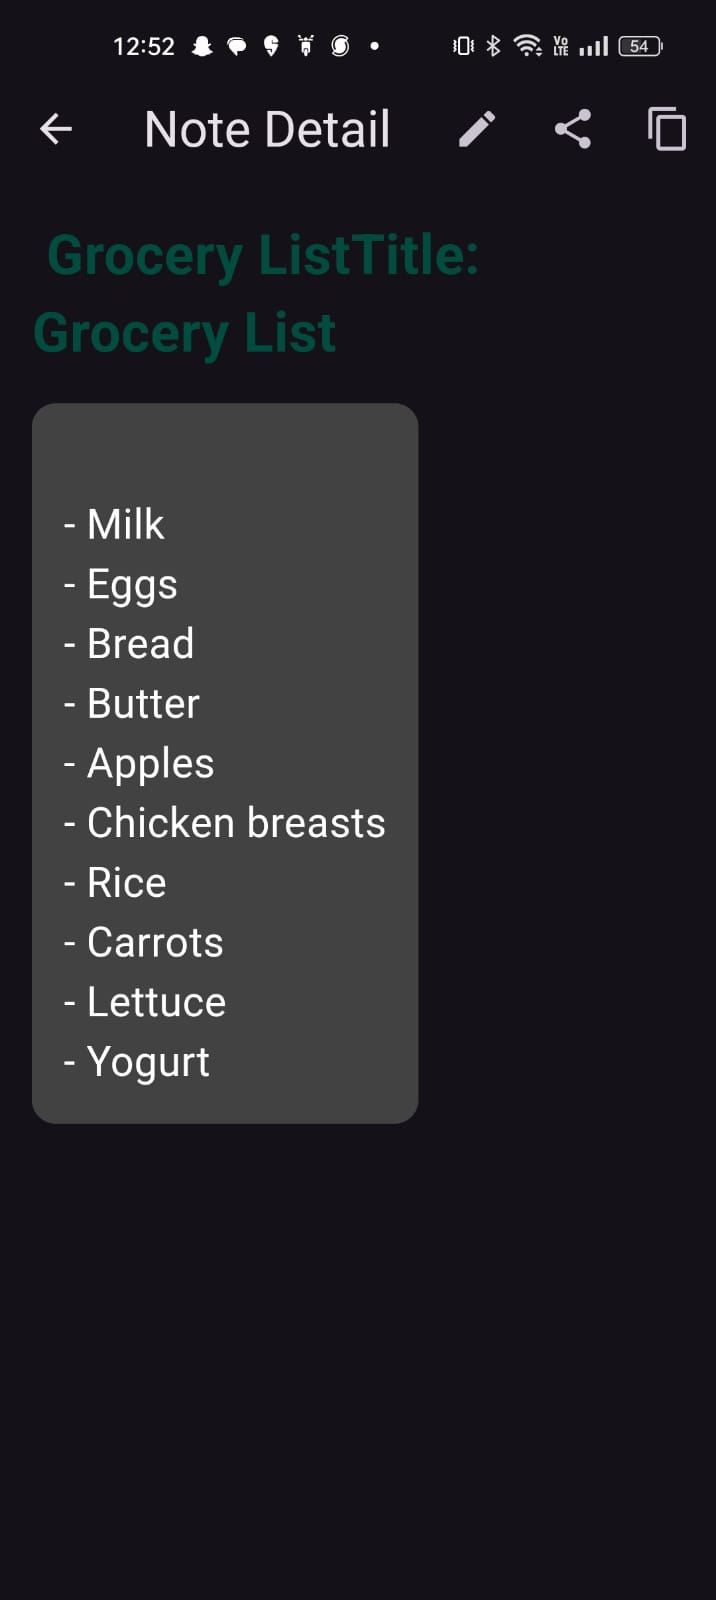 12:52 Vo LTE 54
Note Detail
Grocery ListTitle:
Grocery List
- Milk
- Eggs
- Bread
- Butter
- Apples
- Chicken breasts
- Rice
- Carrots
- Lettuce
- Yogurt